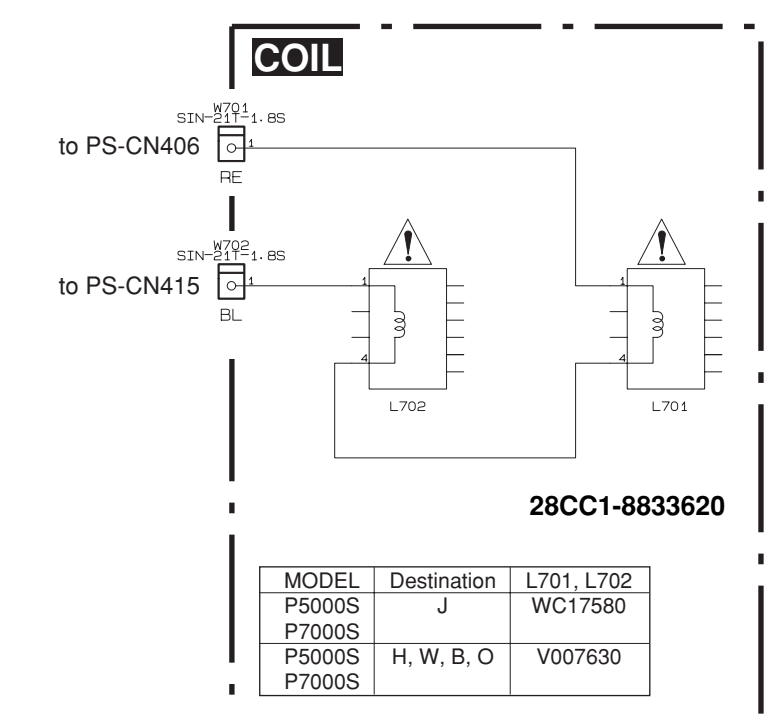 COIL
W701
SIN-21T-1.8S
to PS-CN406
1
RE
W702
SIN-21T-1.8S
to PS-CN415
1
BL
!
1
4
L702
!
1
4
L701
28CC1-8833620
MODEL Destination L701, L702
P5000S J WC17580
P7000S
P5000S H, W, B, O V007630
P7000S